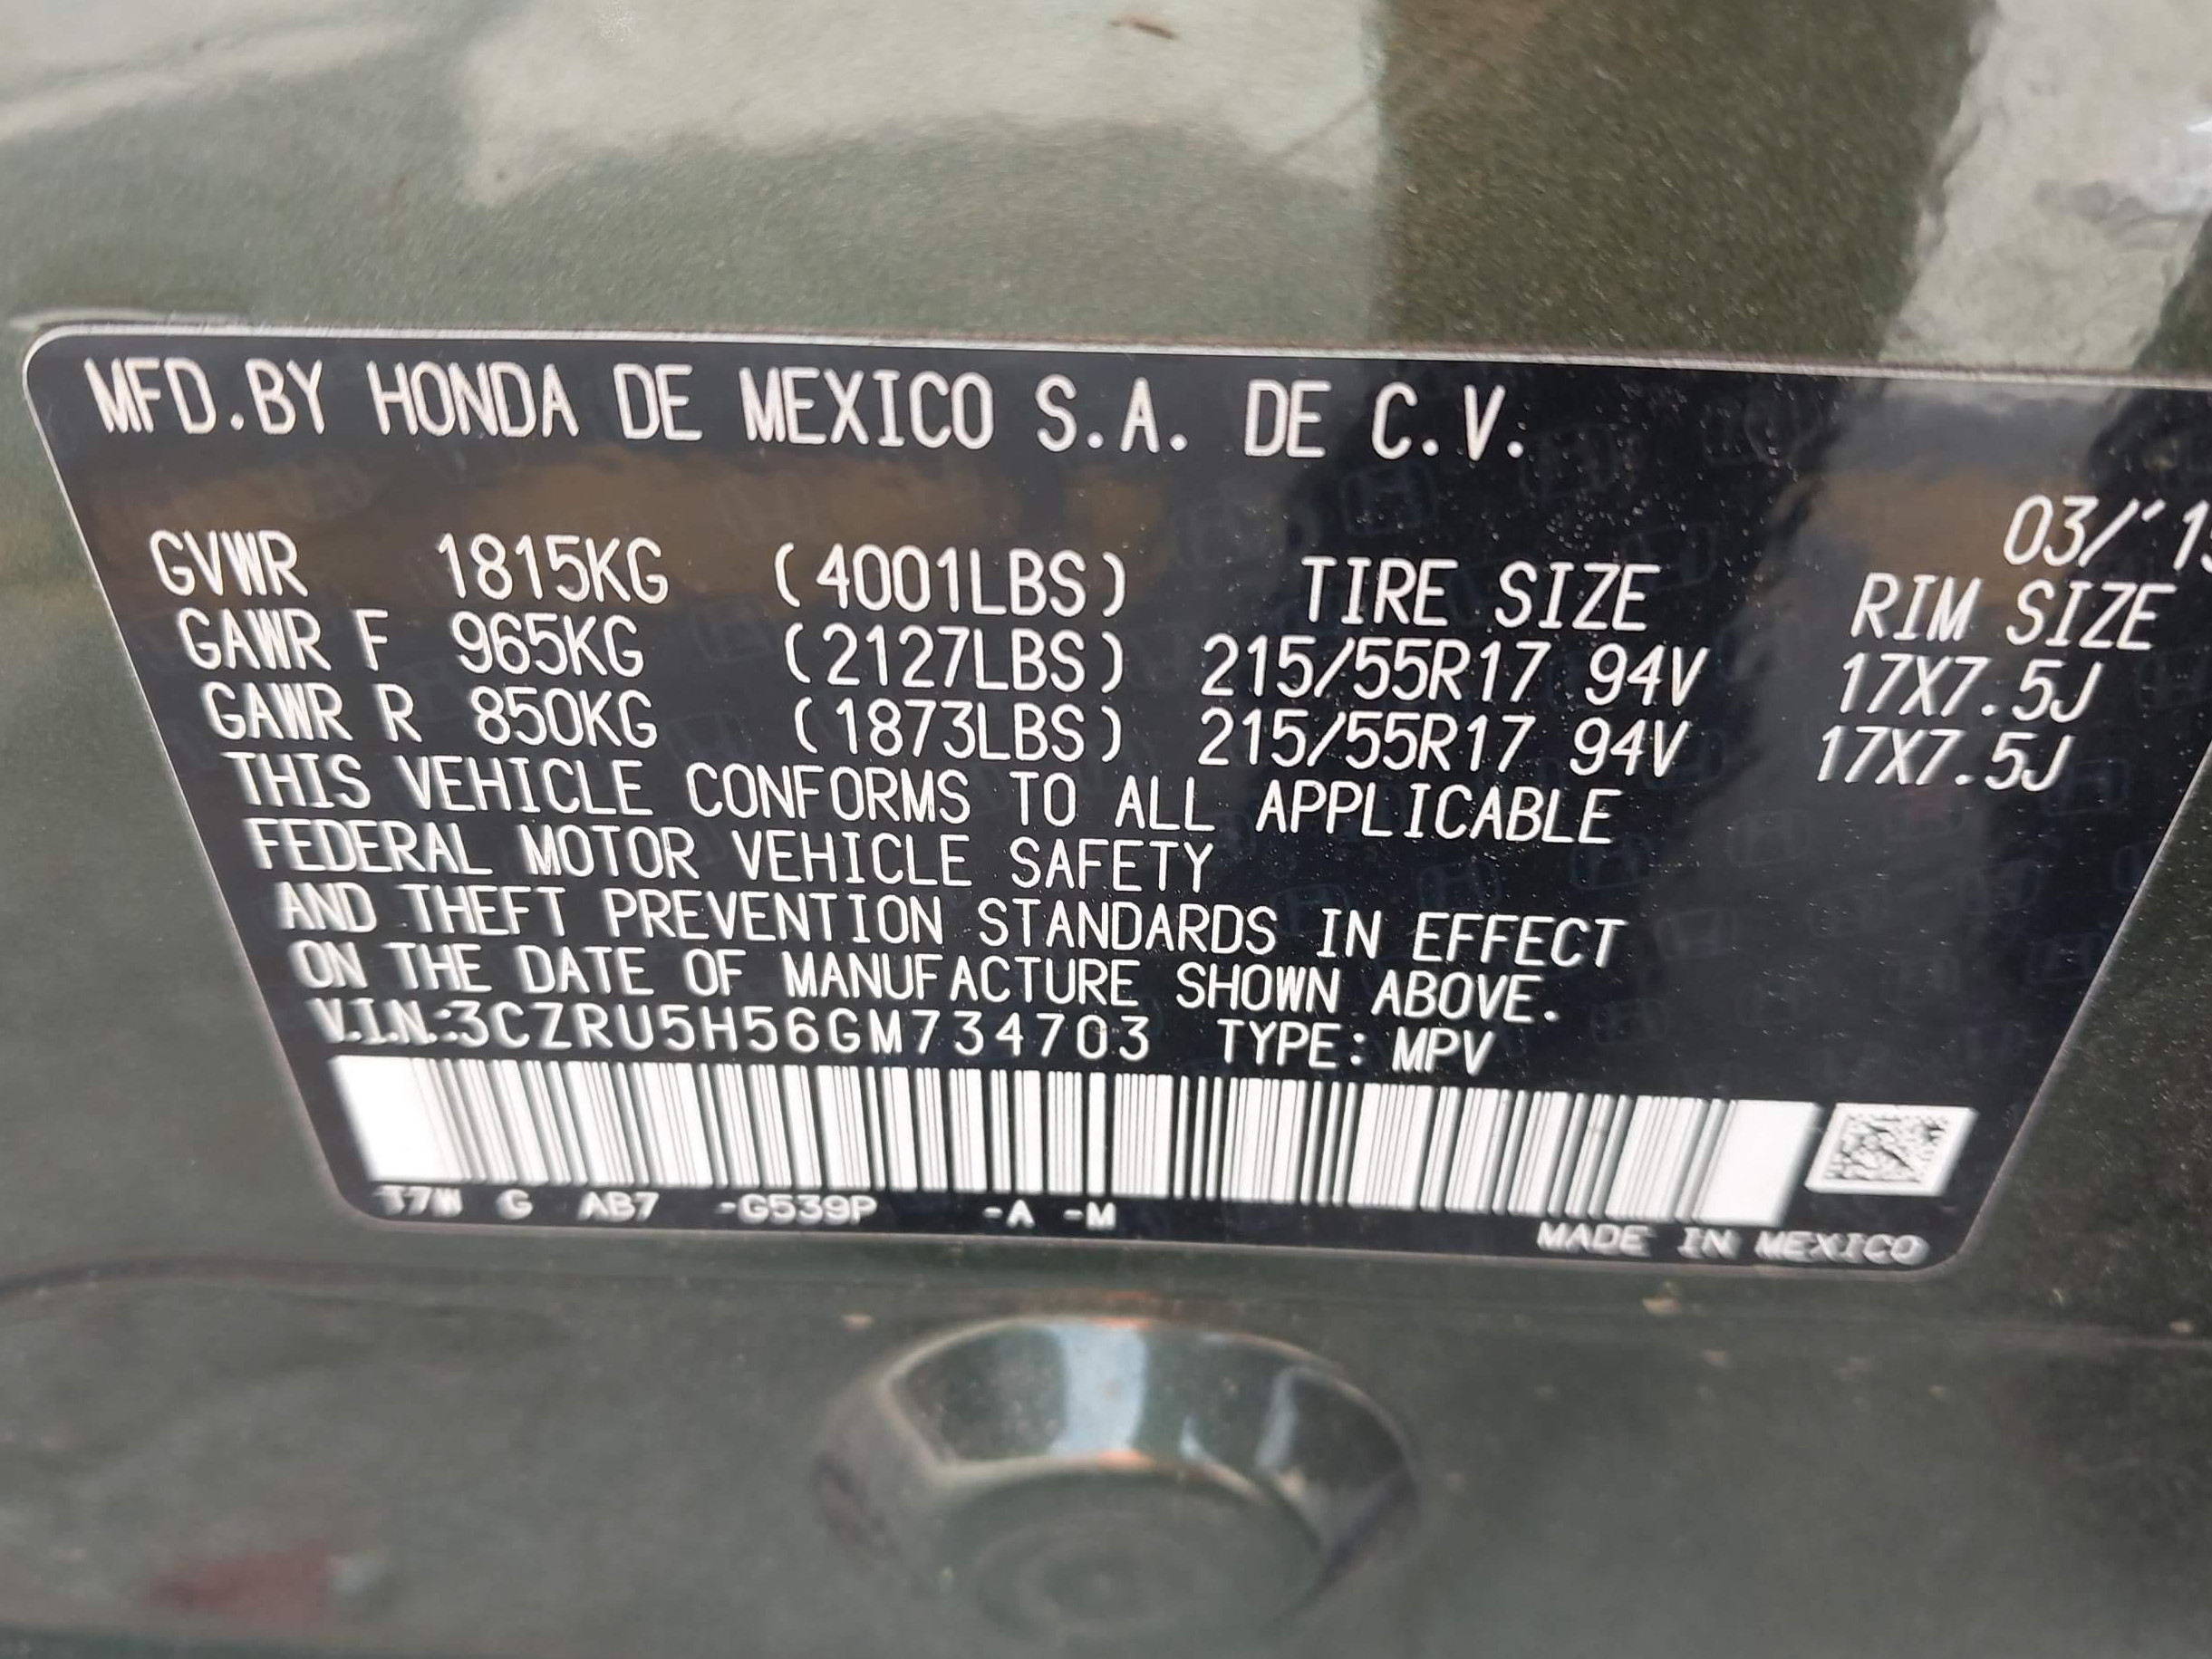 MFD.BY HONDA DE MEXICO S.A. DE C.V.
03/'15
GVWR 1815KG (4001LBS) TIRE SIZE RIM SIZE
GAWR F 965KG (2127LBS) 215/55R17 94V 17X7.5J
GAWR R 850KG (1873LBS) 215/55R17 94V 17X7.5J
THIS VEHICLE CONFORMS TO ALL APPLICABLE
FEDERAL MOTOR VEHICLE SAFETY
AND THEFT PREVENTION STANDARDS IN EFFECT
ON THE DATE OF MANUFACTURE SHOWN ABOVE.
V.I.N.:3CZRU5H56GM734703 TYPE: MPV
T7W G AB7 -G539P -A -M
MADE IN MEXICO